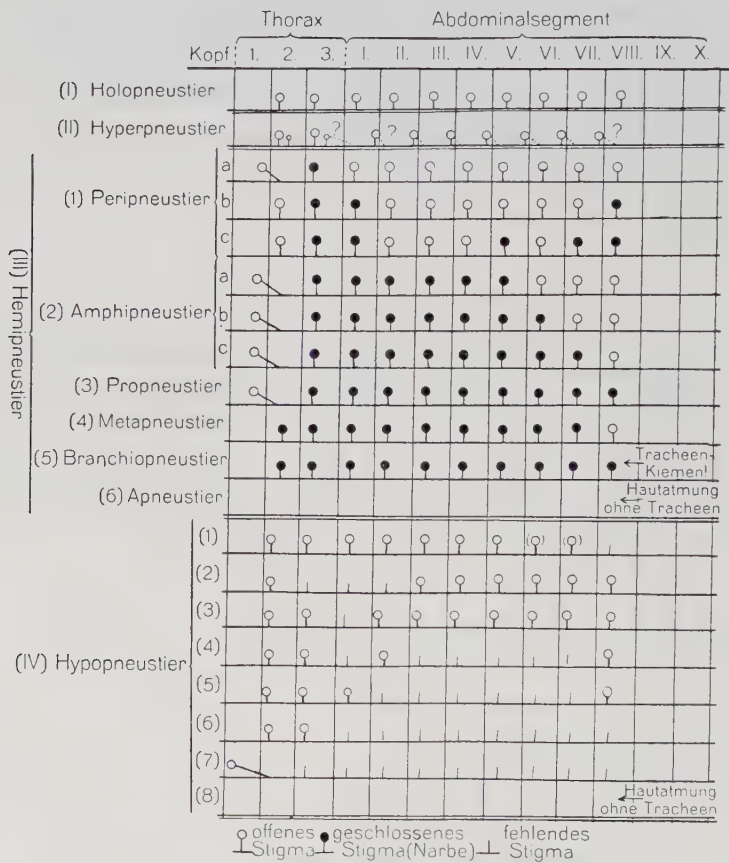 Thorax Abdominalsegment
Kopf 1. 2. 3. I. II. III. IV. V. VI. VII. VIII. IX. X.
(I) Holopneustier
(II) Hyperpneustier ? ? ?
(III) Hemipneustier
(1) Peripneustier
a
b
c
(2) Amphipneustier
a
b
c
(3) Propneustier
(4) Metapneustier
(5) Branchiopneustier
Tracheen-
Kiemen!
(6) Apneustier
Hautatmung
ohne Tracheen
(IV) Hypopneustier
(1)
(2)
(3)
(4)
(5)
(6)
(7)
(8)
Hautatmung
ohne Tracheen
offenes geschlossenes fehlendes
Stigma Stigma(Narbe) Stigma